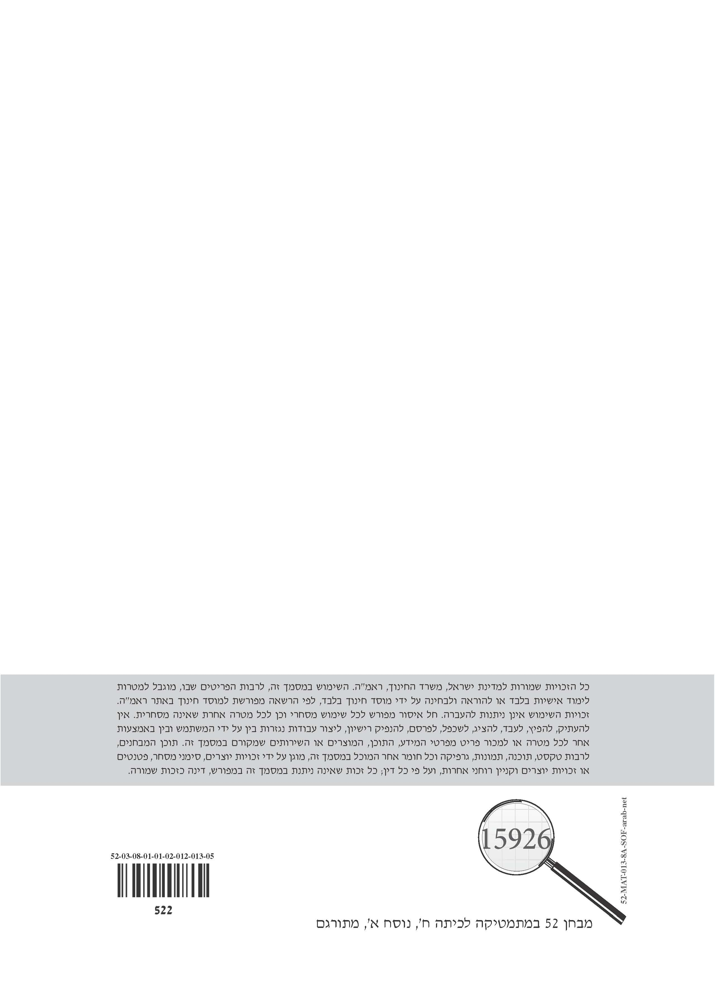 כל הזכויות שמורות למדינת ישראל, משרד החינוך, ראמ"ה. השימוש במסמך זה, לרבות הפריטים שבו, מוגבל למטרות
לימוד אישיות בלבד או להוראה ולבחינה על ידי מוסד חינוך בלבד, לפי הרשאה מפורשת למוסד חינוך באתר ראמ"ה.
זכויות השימוש אינן ניתנות להעברה. חל איסור מפורש לכל שימוש מסחרי וכן לכל מטרה אחרת שאינה מסחרית. אין
להעתיק, להפיץ, לעבד, להציג, לשכפל, לפרסם, להנפיק רישיון, ליצור עבודות נגזרות בין על ידי המשתמש ובין באמצעות
אחר לכל מטרה או למכור פריט מפרטי המידע, התוכן, המוצרים או השירותים שמקורם במסמך זה. תוכן המבחנים,
לרבות טקסט, תוכנה, תמונות, גרפיקה וכל חומר אחר המוכל במסמך זה, מוגן על ידי זכויות יוצרים, סימני מסחר, פטנטים
או זכויות יוצרים וקניין רוחני אחרות, ועל פי כל דין; כל זכות שאינה ניתנת במסמך זה במפורש, דינה כזכות שמורה.
52-MAT-013-8A-SOF-arab-net
15926
52-03-08-01-01-02-012-013-05
522
מבחן 52 במתמטיקה לכיתה ח', נוסח א', מתורגם